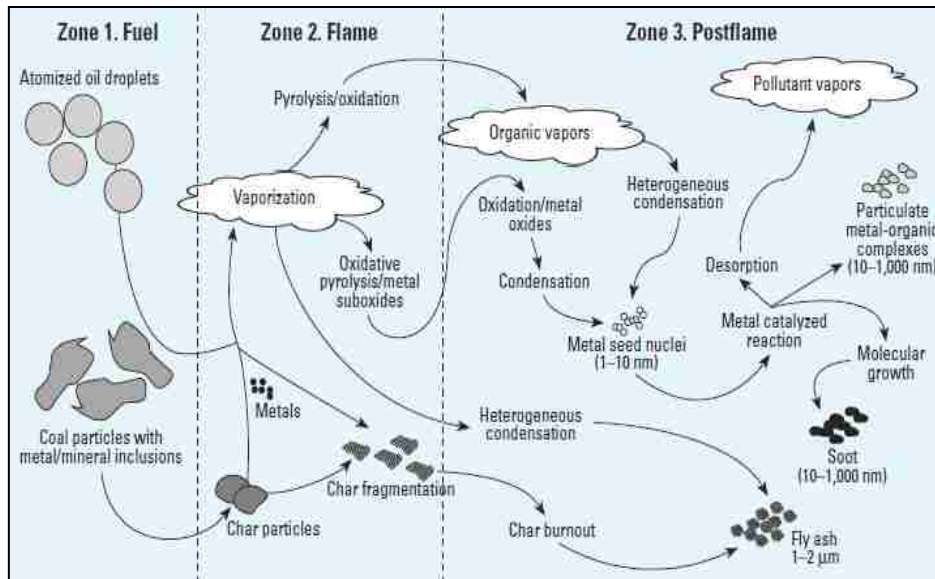 Zone 1. Fuel
Zone 2. Flame
Zone 3. Postflame
Atomized oil droplets
Pyrolysis/oxidation
Pollutant vapors
Organic vapors
Vaporization
Heterogeneous
condensation
Oxidation/metal
oxides
Particulate
metal-organic
complexes
(10–1,000 nm)
Oxidative
pyrolysis/metal
suboxides
Condensation
Desorption
Metal seed nuclei
(1–10 nm)
Metal catalyzed
reaction
Molecular
growth
Metals
Coal particles with
metal/mineral inclusions
Heterogeneous
condensation
Soot
(10–1,000 nm)
Char fragmentation
Char particles
Char burnout
Fly ash
1–2 µm